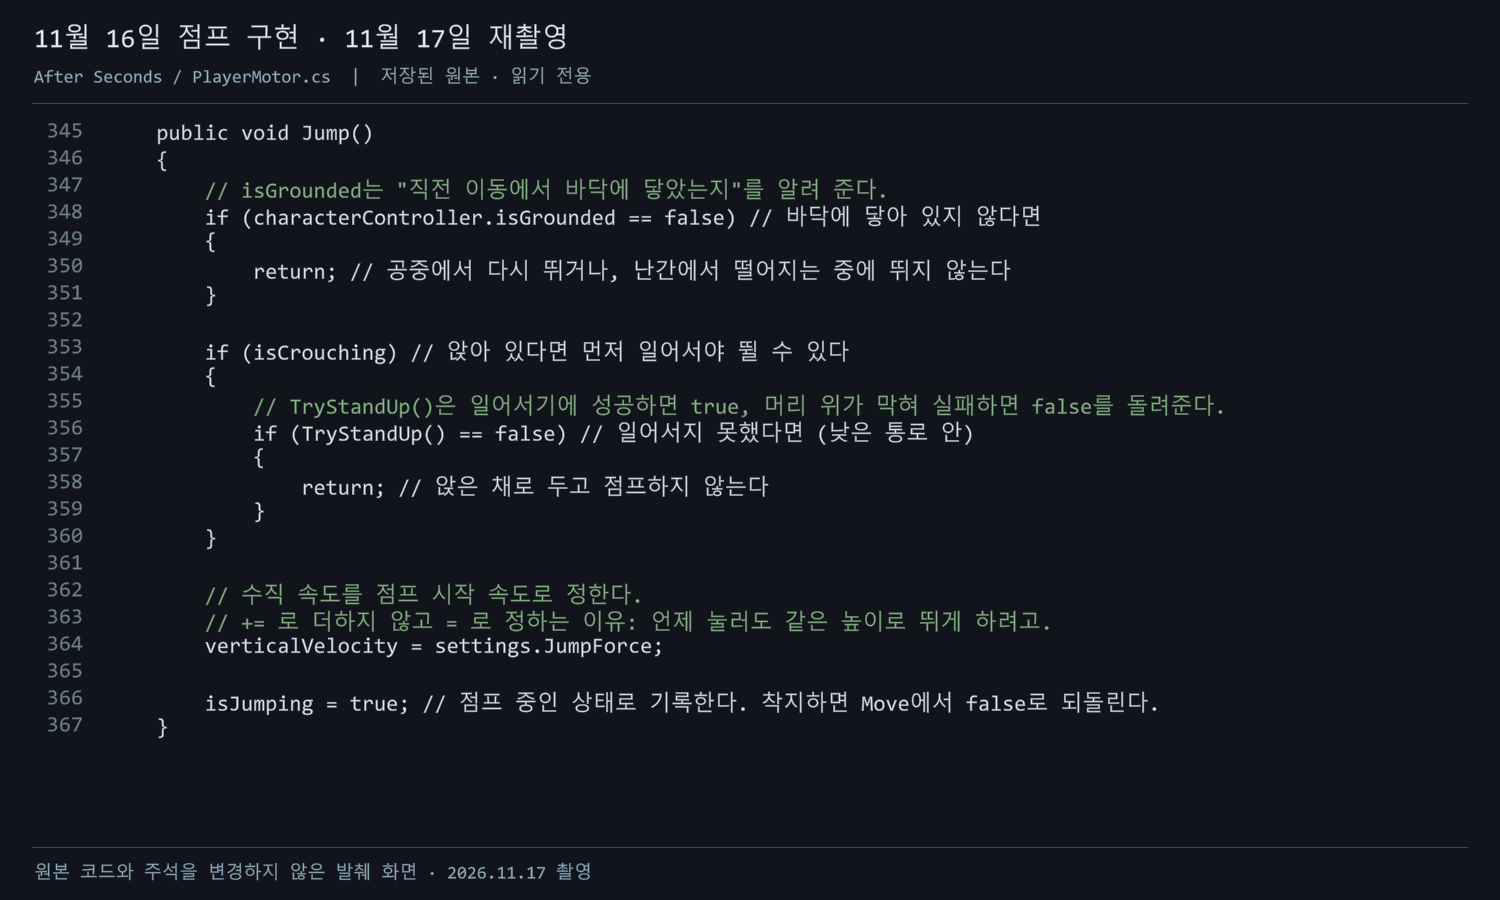 11월 16일 점프 구현 · 11월 17일 재촬영
After Seconds / PlayerMotor.cs | 저장된 원본 · 읽기 전용
345 public void Jump()
346 {
347 // isGrounded는 "직전 이동에서 바닥에 닿았는지"를 알려 준다.
348 if (characterController.isGrounded == false) // 바닥에 닿아 있지 않다면
349 {
350 return; // 공중에서 다시 뛰거나, 난간에서 떨어지는 중에 뛰지 않는다
351 }
352
353 if (isCrouching) // 앉아 있다면 먼저 일어서야 뛸 수 있다
354 {
355 // TryStandUp()은 일어서기에 성공하면 true, 머리 위가 막혀 실패하면 false를 돌려준다.
356 if (TryStandUp() == false) // 일어서지 못했다면 (낮은 통로 안)
357 {
358 return; // 앉은 채로 두고 점프하지 않는다
359 }
360 }
361
362 // 수직 속도를 점프 시작 속도로 정한다.
363 // += 로 더하지 않고 = 로 정하는 이유: 언제 눌러도 같은 높이로 뛰게 하려고.
364 verticalVelocity = settings.JumpForce;
365
366 isJumping = true; // 점프 중인 상태로 기록한다. 착지하면 Move에서 false로 되돌린다.
367 }
원본 코드와 주석을 변경하지 않은 발췌 화면 · 2026.11.17 촬영